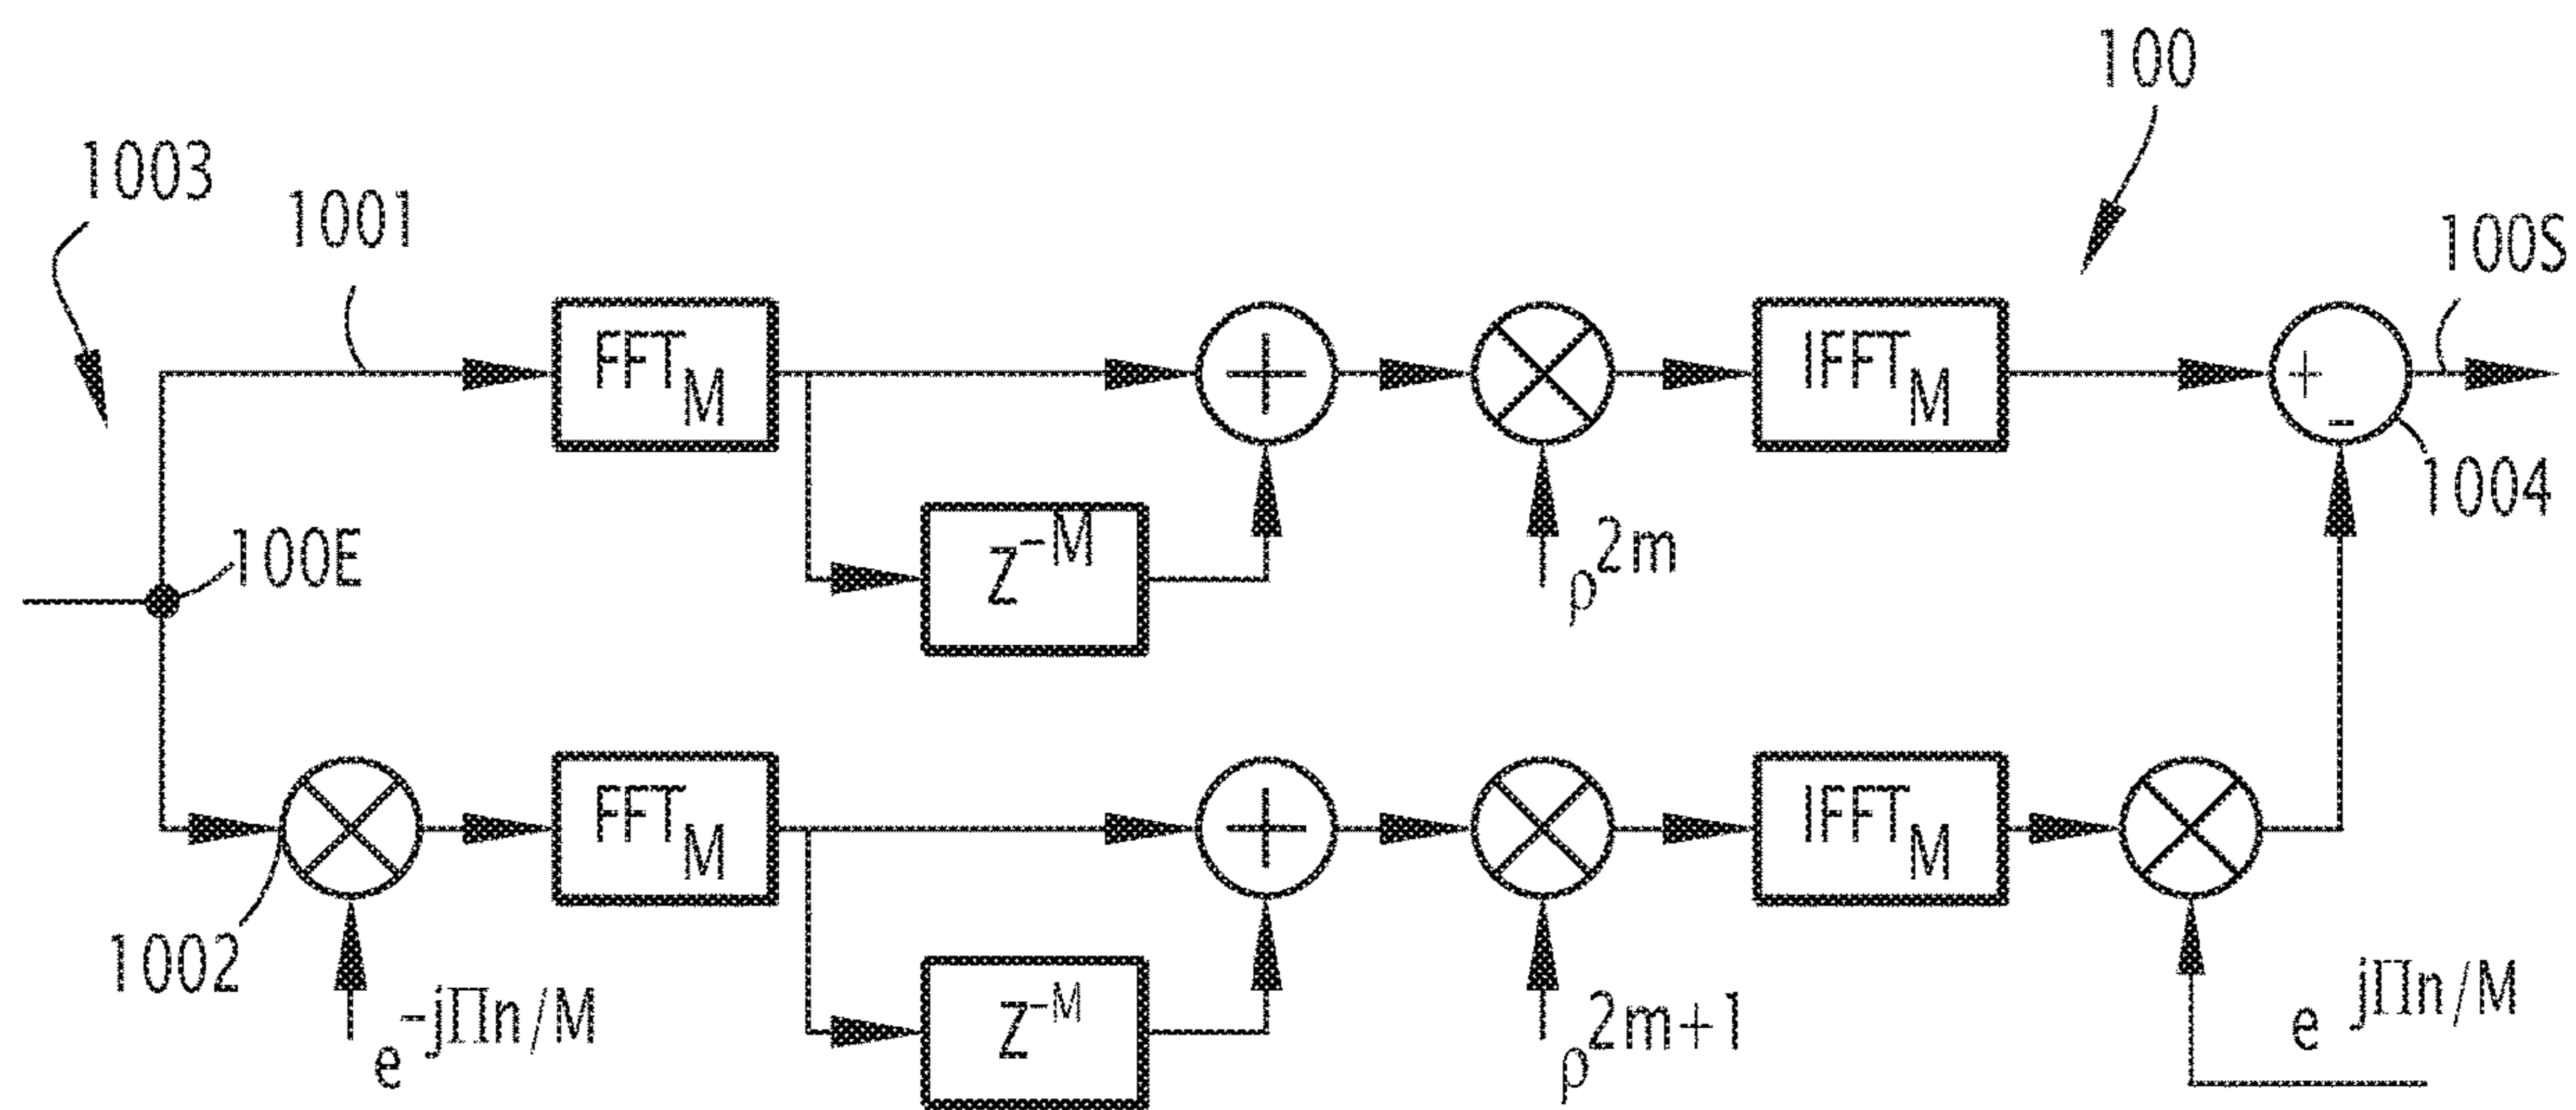 100
1003
1001
100S
FFT_M
+
IFFT_M
+
-
1004
100E
Z^-M
ρ^2m
FFT_M
+
IFFT_M
1002
e^-jΠn/M
Z^-M
ρ^2m+1
e^jΠn/M